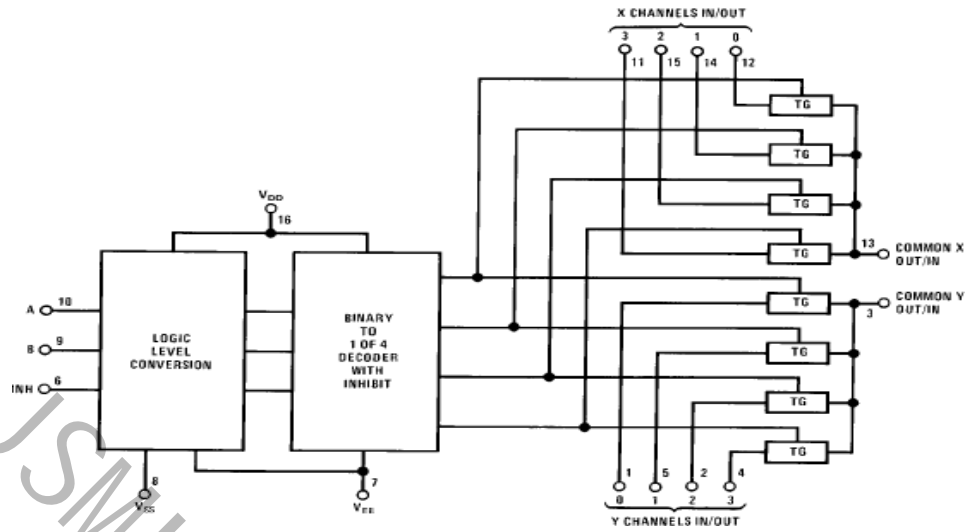 X CHANNELS IN/OUT
3 2 1 0
11 15 14 12
TG
TG
TG
TG
13 COMMON X
OUT/IN
VDD
16
A 10
B 9
INH 6
LOGIC
LEVEL
CONVERSION
BINARY
TO
1 OF 4
DECODER
WITH
INHIBIT
TG
TG
TG
TG
COMMON Y
3 OUT/IN
8
VSS
7
VEE
1 5 2 4
0 1 2 3
Y CHANNELS IN/OUT